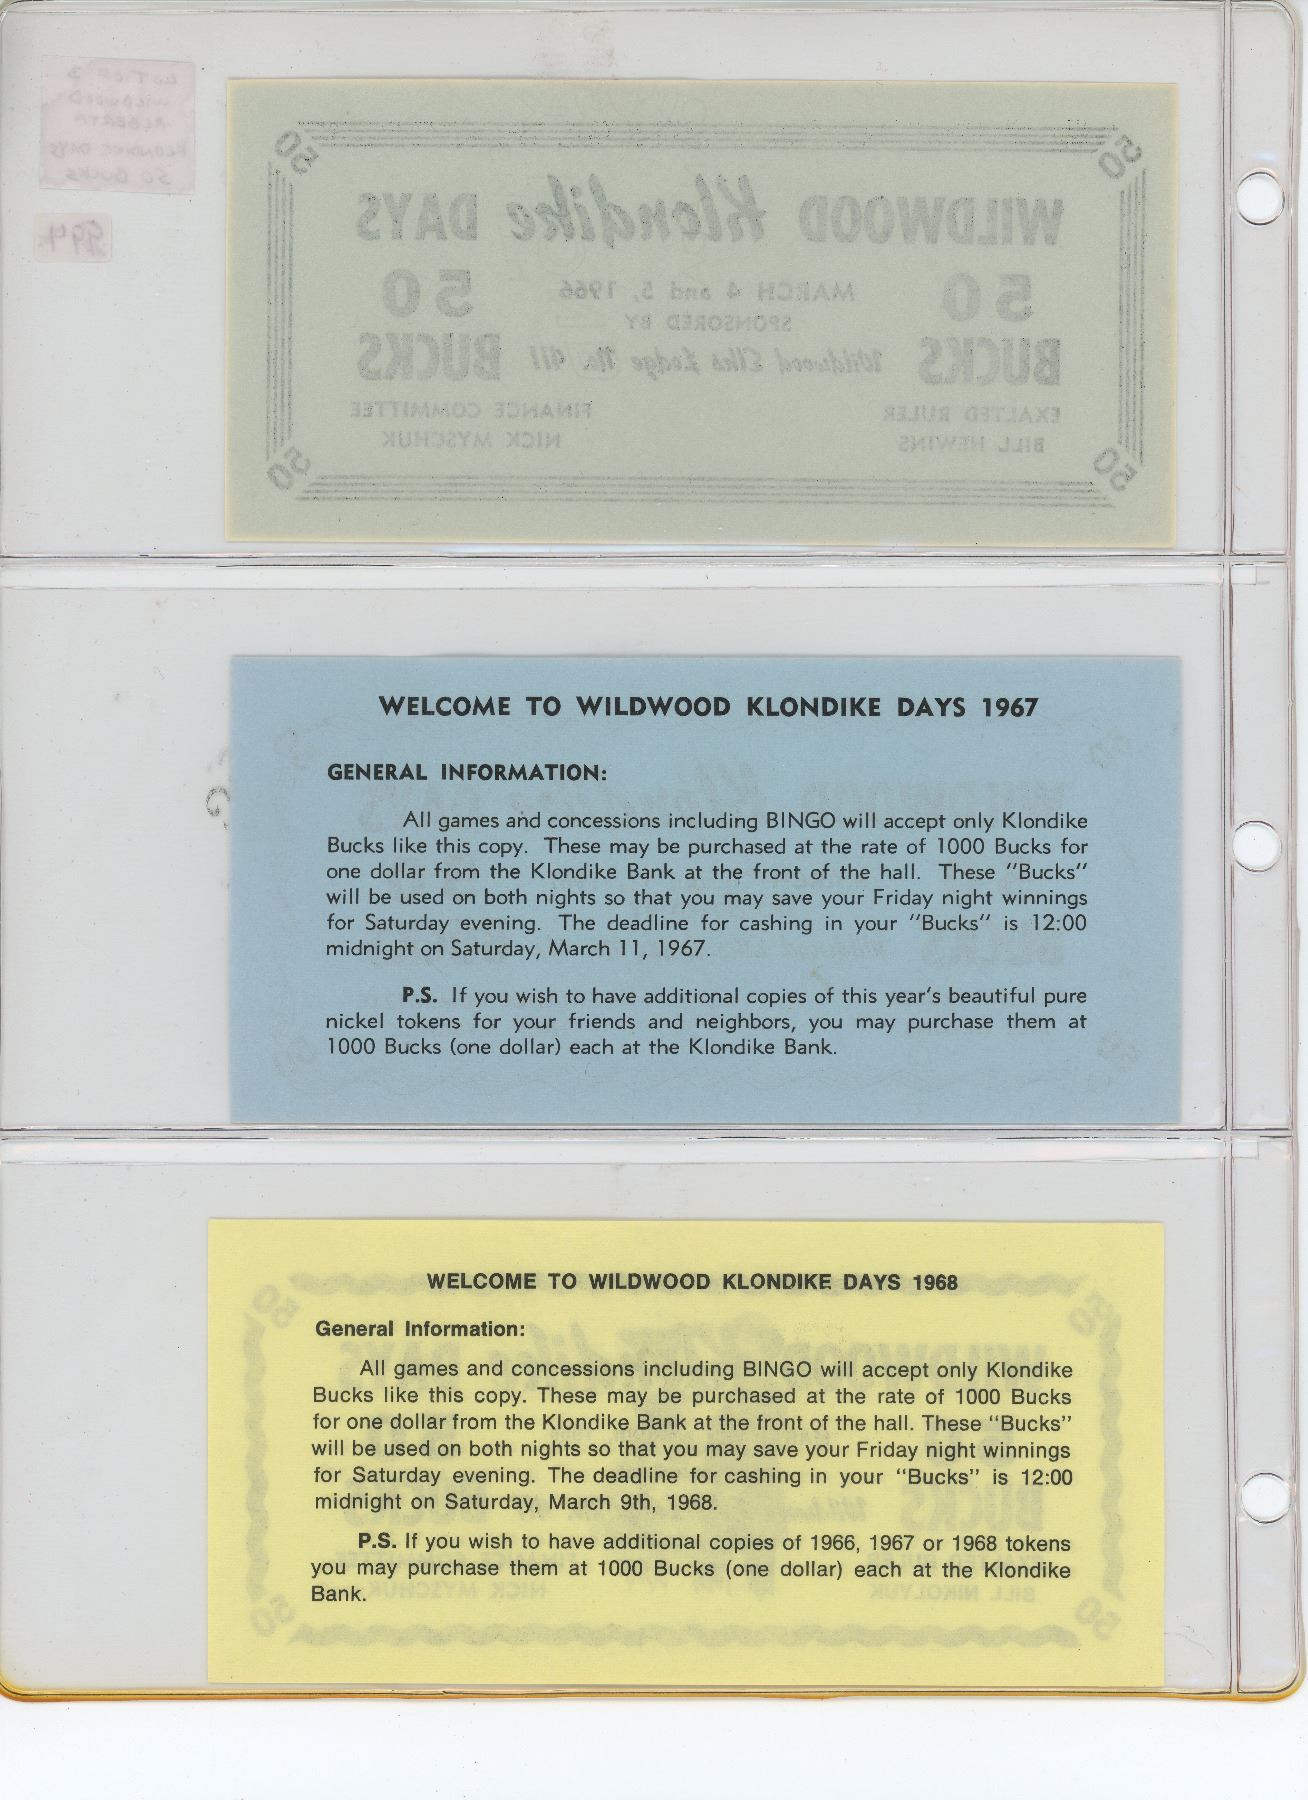 LOT # 3
WILDWOOD
ALBERTA
KLONDIKE DAYS
50 BUCKS
994
50 50
WILDWOOD Klondike DAYS
50 MARCH 4 and 5, 1966 50
SPONSORED BY
BUCKS Wildwood Elks Lodge No. 411 BUCKS
EXALTED RULER FINANCE COMMITTEE
BILL HEWINS NICK MYSCHUK
50 50
WELCOME TO WILDWOOD KLONDIKE DAYS 1967
GENERAL INFORMATION:
All games and concessions including BINGO will accept only Klondike
Bucks like this copy. These may be purchased at the rate of 1000 Bucks for
one dollar from the Klondike Bank at the front of the hall. These "Bucks"
will be used on both nights so that you may save your Friday night winnings
for Saturday evening. The deadline for cashing in your "Bucks" is 12:00
midnight on Saturday, March 11, 1967.
P.S. If you wish to have additional copies of this year's beautiful pure
nickel tokens for your friends and neighbors, you may purchase them at
1000 Bucks (one dollar) each at the Klondike Bank.
WELCOME TO WILDWOOD KLONDIKE DAYS 1968
General Information:
All games and concessions including BINGO will accept only Klondike
Bucks like this copy. These may be purchased at the rate of 1000 Bucks
for one dollar from the Klondike Bank at the front of the hall. These "Bucks"
will be used on both nights so that you may save your Friday night winnings
for Saturday evening. The deadline for cashing in your "Bucks" is 12:00
midnight on Saturday, March 9th, 1968.
P.S. If you wish to have additional copies of 1966, 1967 or 1968 tokens
you may purchase them at 1000 Bucks (one dollar) each at the Klondike
Bank.